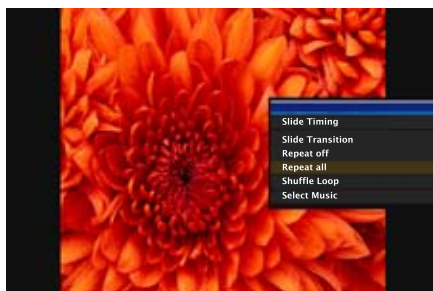 Slide Timing
Slide Transition
Repeat off
Repeat all
Shuffle Loop
Select Music